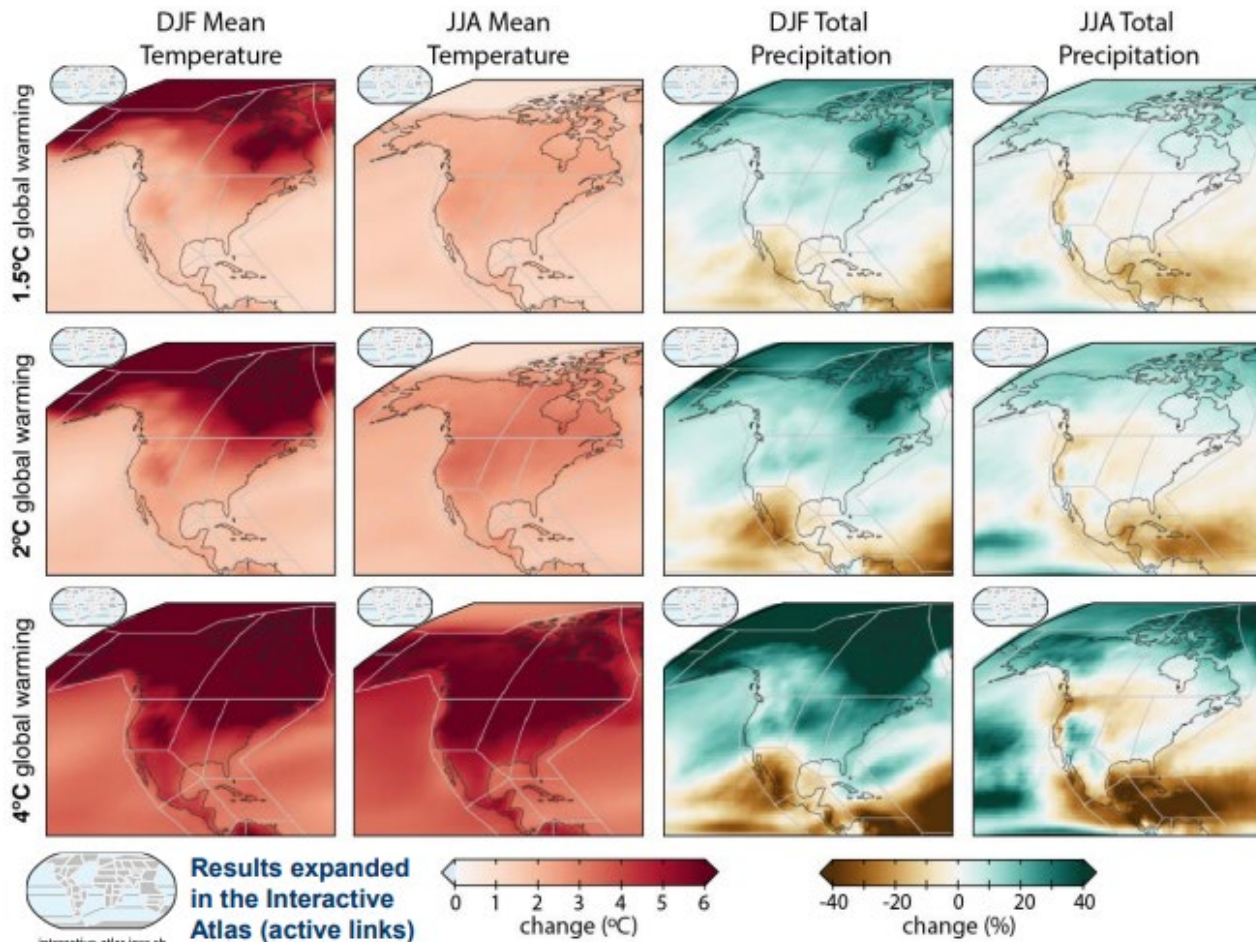 DJF Mean
Temperature
JJA Mean
Temperature
DJF Total
Precipitation
JJA Total
Precipitation
1.5ºC global warming
2ºC global warming
4ºC global warming
Results expanded
in the Interactive
Atlas (active links)
0 1 2 3 4 5 6
change (ºC)
-40 -20 0 20 40
change (%)